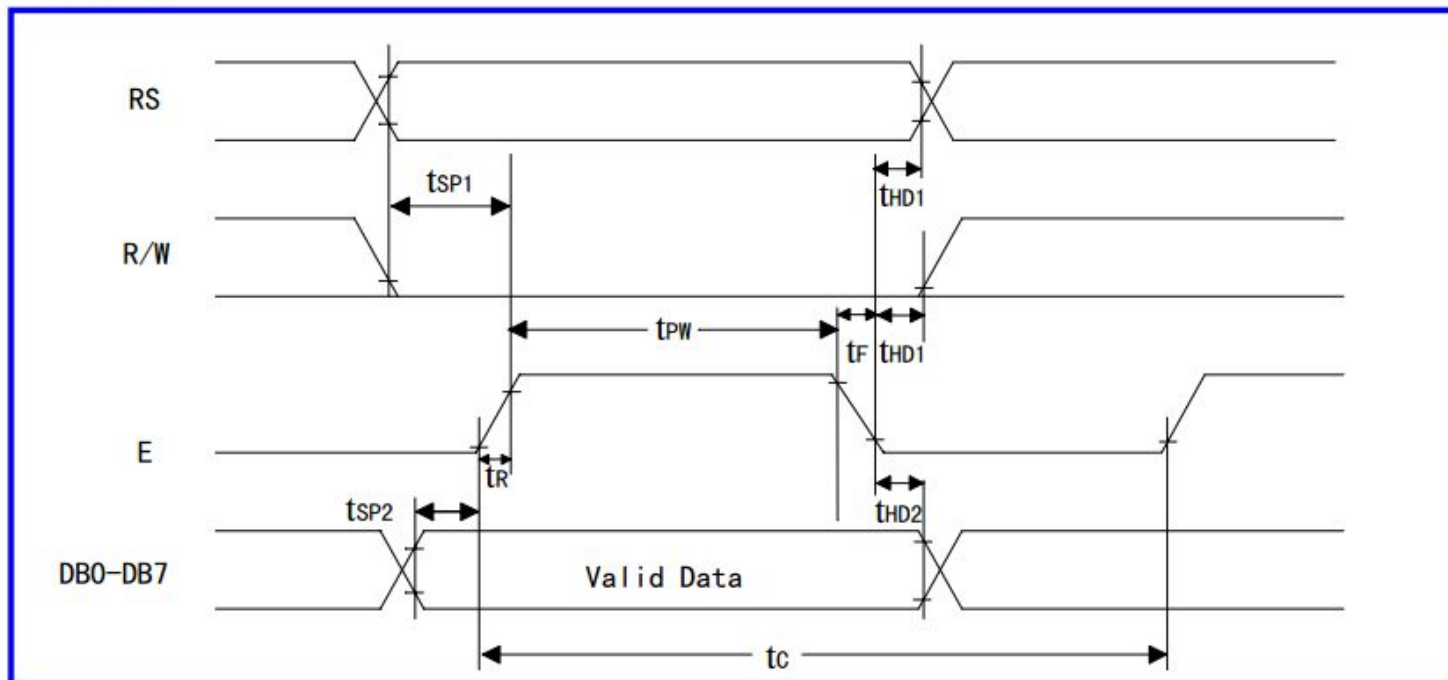 RS
tSP1
tHD1
R/W
tPW
tF
tHD1
E
tR
tSP2
tHD2
DB0-DB7
Valid Data
tC